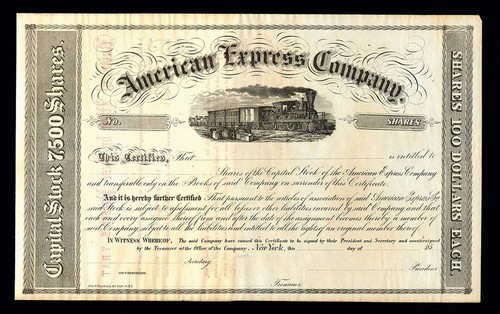 American Express Company.
Capital Stock 7500 Shares.
SHARES 100 DOLLARS EACH.
No.
SHARES
This Certifies, That is entitled to
Shares of the Capital Stock of the American Express Company
and transferable only on the Books of said Company on surrender of this Certificate.
And it is hereby further Certified That pursuant to the articles of association of said American Express Co
said Stock is subject to all losses or other liabilities incurred by said Company and that
each and every assignee thereof from and after the date of the assignment becomes thereby a member of
said Company subject to all the liabilities and entitled to all the rights of an original member thereof.
IN WITNESS WHEREOF, The said Company have caused this Certificate to be signed by their President and Secretary and countersigned
by the Treasurer at the Office of the Company, New York, this day of 185
Secretary
President
Treasurer